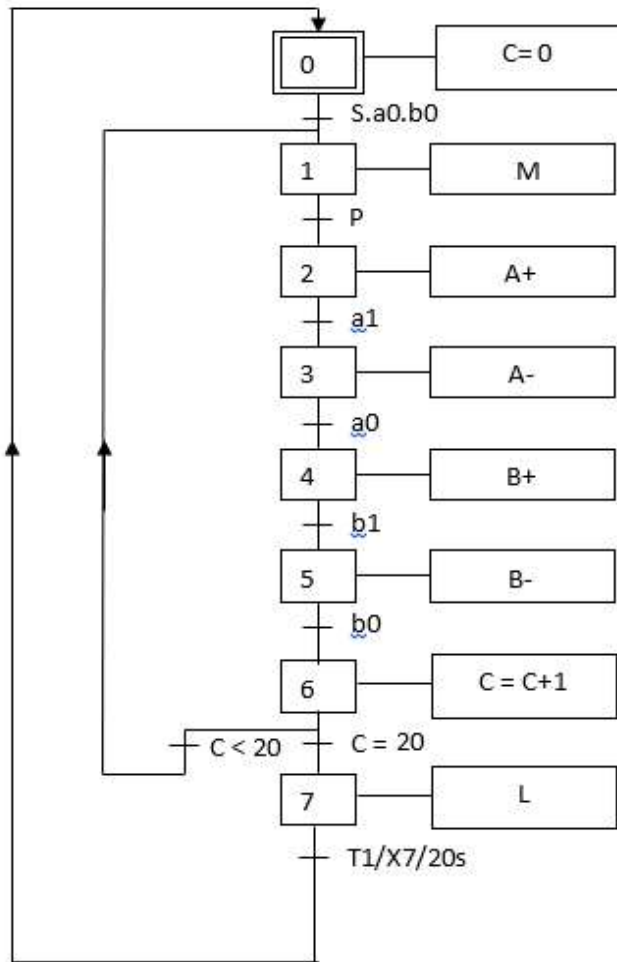 0
C= 0
S.a0.b0
1
M
P
2
A+
a1
3
A-
a0
4
B+
b1
5
B-
b0
6
C = C+1
C < 20
C = 20
7
L
T1/X7/20s